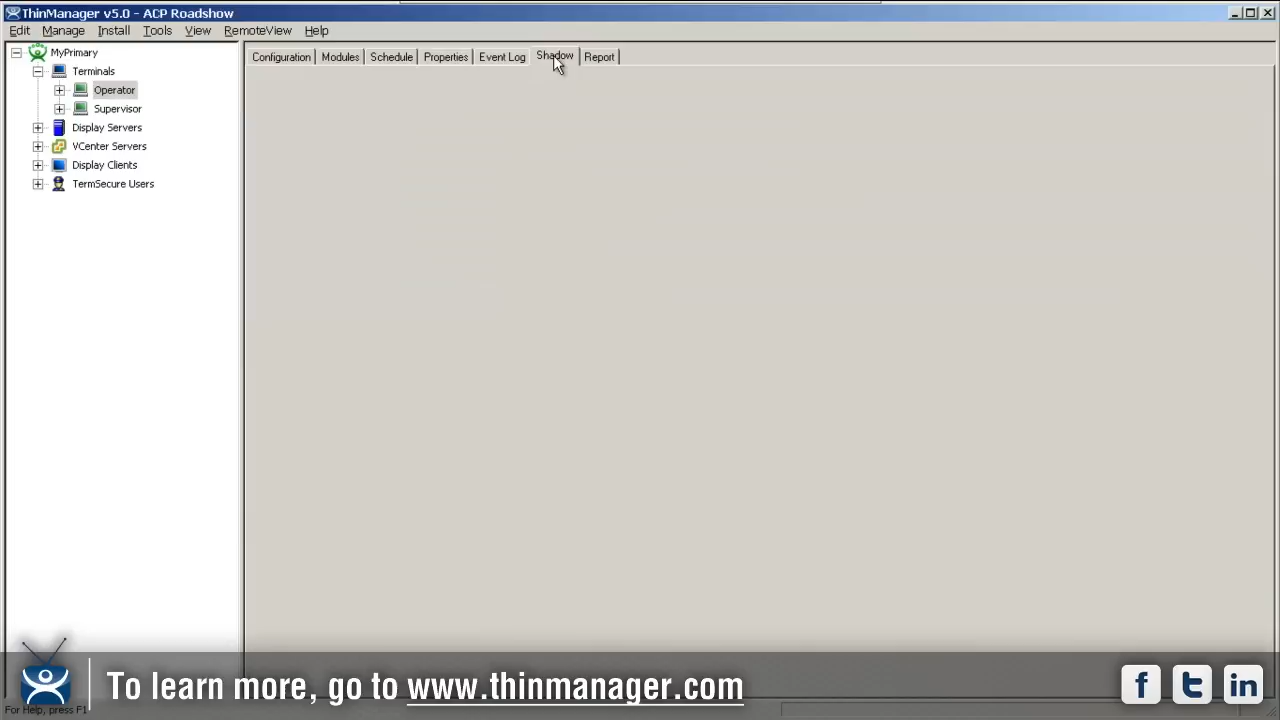 ThinManager v5.0 - ACP Roadshow
Edit Manage Install Tools View RemoteView Help
MyPrimary
Terminals
Operator
Supervisor
Display Servers
VCenter Servers
Display Clients
TermSecure Users
Configuration Modules Schedule Properties Event Log Shadow Report
To learn more, go to www.thinmanager.com
f t in
For Help, press F1